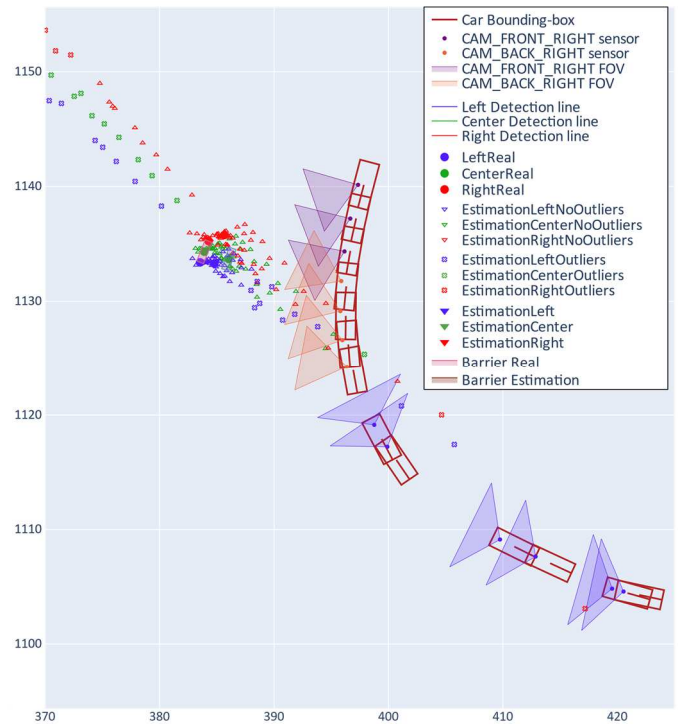 Car Bounding-box
CAM_FRONT_RIGHT sensor
CAM_BACK_RIGHT sensor
CAM_FRONT_RIGHT FOV
CAM_BACK_RIGHT FOV
Left Detection line
Center Detection line
Right Detection line
LeftReal
CenterReal
RightReal
EstimationLeftNoOutliers
EstimationCenterNoOutliers
EstimationRightNoOutliers
EstimationLeftOutliers
EstimationCenterOutliers
EstimationRightOutliers
EstimationLeft
EstimationCenter
EstimationRight
Barrier Real
Barrier Estimation
1150
1140
1130
1120
1110
1100
370 380 390 400 410 420